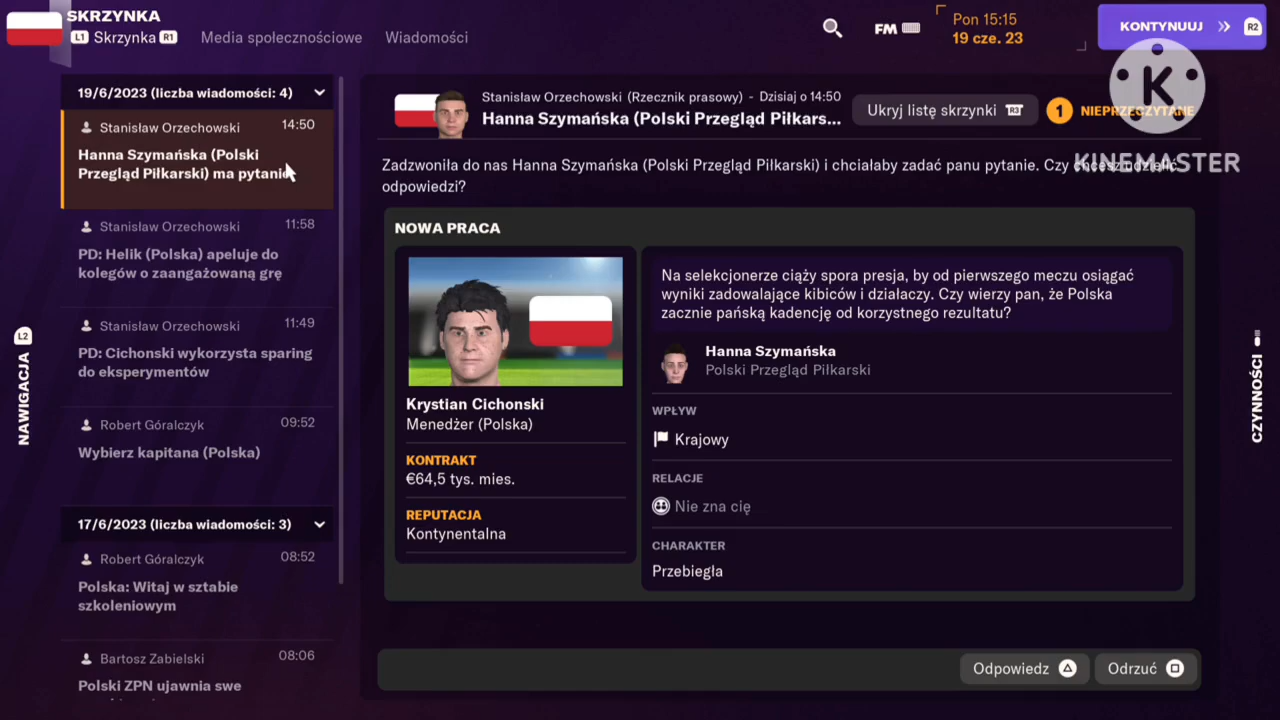 SKRZYNKA
L1 Skrzynka R1
Media społecznościowe
Wiadomości
FM
Pon 15:15
19 cze. 23
KONTYNUUJ R2
19/6/2023 (liczba wiadomości: 4)
Stanisław Orzechowski 14:50
Hanna Szymańska (Polski
Przegląd Piłkarski) ma pytanie
Stanisław Orzechowski 11:58
PD: Helik (Polska) apeluje do
kolegów o zaangażowaną grę
Stanisław Orzechowski 11:49
PD: Cichonski wykorzysta sparing
do eksperymentów
Robert Góralczyk 09:52
Wybierz kapitana (Polska)
17/6/2023 (liczba wiadomości: 3)
Robert Góralczyk 08:52
Polska: Witaj w sztabie
szkoleniowym
Bartosz Zabielski 08:06
Polski ZPN ujawnia swe
L2
NAWIGACJA
Stanisław Orzechowski (Rzecznik prasowy) - Dzisiaj o 14:50
Hanna Szymańska (Polski Przegląd Piłkars...
Ukryj listę skrzynki R3
1 NIEPRZECZYTANE
K
KINEMASTER
Zadzwoniła do nas Hanna Szymańska (Polski Przegląd Piłkarski) i chciałaby zadać panu pytanie. Czy chcesz udzielić
odpowiedzi?
NOWA PRACA
Krystian Cichonski
Menedżer (Polska)
KONTRAKT
€64,5 tys. mies.
REPUTACJA
Kontynentalna
Na selekcjonerze ciąży spora presja, by od pierwszego meczu osiągać
wyniki zadowalające kibiców i działaczy. Czy wierzy pan, że Polska
zacznie pańską kadencję od korzystnego rezultatu?
Hanna Szymańska
Polski Przegląd Piłkarski
WPŁYW
Krajowy
RELACJE
Nie zna cię
CHARAKTER
Przebiegla
Odpowiedz
Odrzuć
CZYNNOŚCI